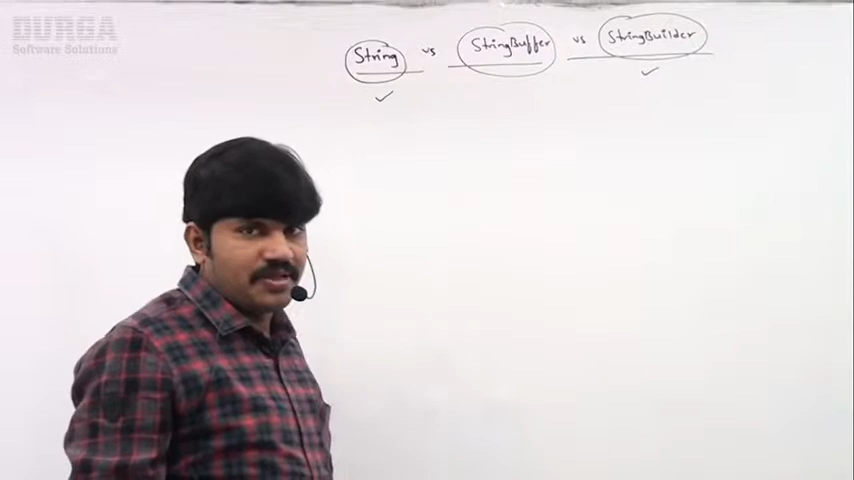 DURGA
Software Solutions
String vs StringBuffer vs StringBuilder